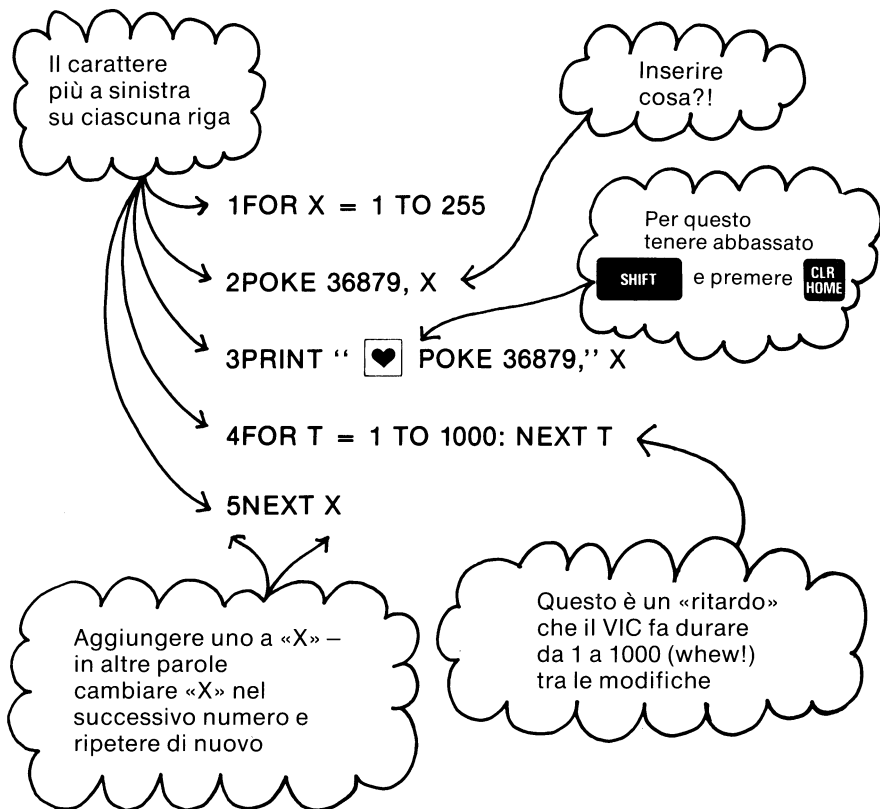 Il carattere
più a sinistra
su ciascuna riga
Inserire
cosa?!
1FOR X = 1 TO 255
Per questo
tenere abbassato
SHIFT e premere CLR HOME
2POKE 36879, X
3PRINT “ ♥ POKE 36879,” X
4FOR T = 1 TO 1000: NEXT T
5NEXT X
Aggiungere uno a «X» –
in altre parole
cambiare «X» nel
successivo numero e
ripetere di nuovo
Questo è un «ritardo»
che il VIC fa durare
da 1 a 1000 (whew!)
tra le modifiche